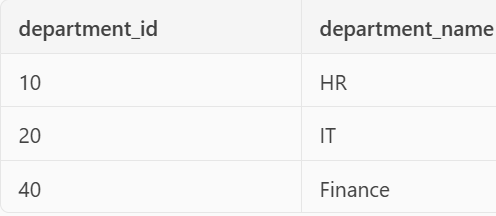 department_id department_name
10 HR
20 IT
40 Finance